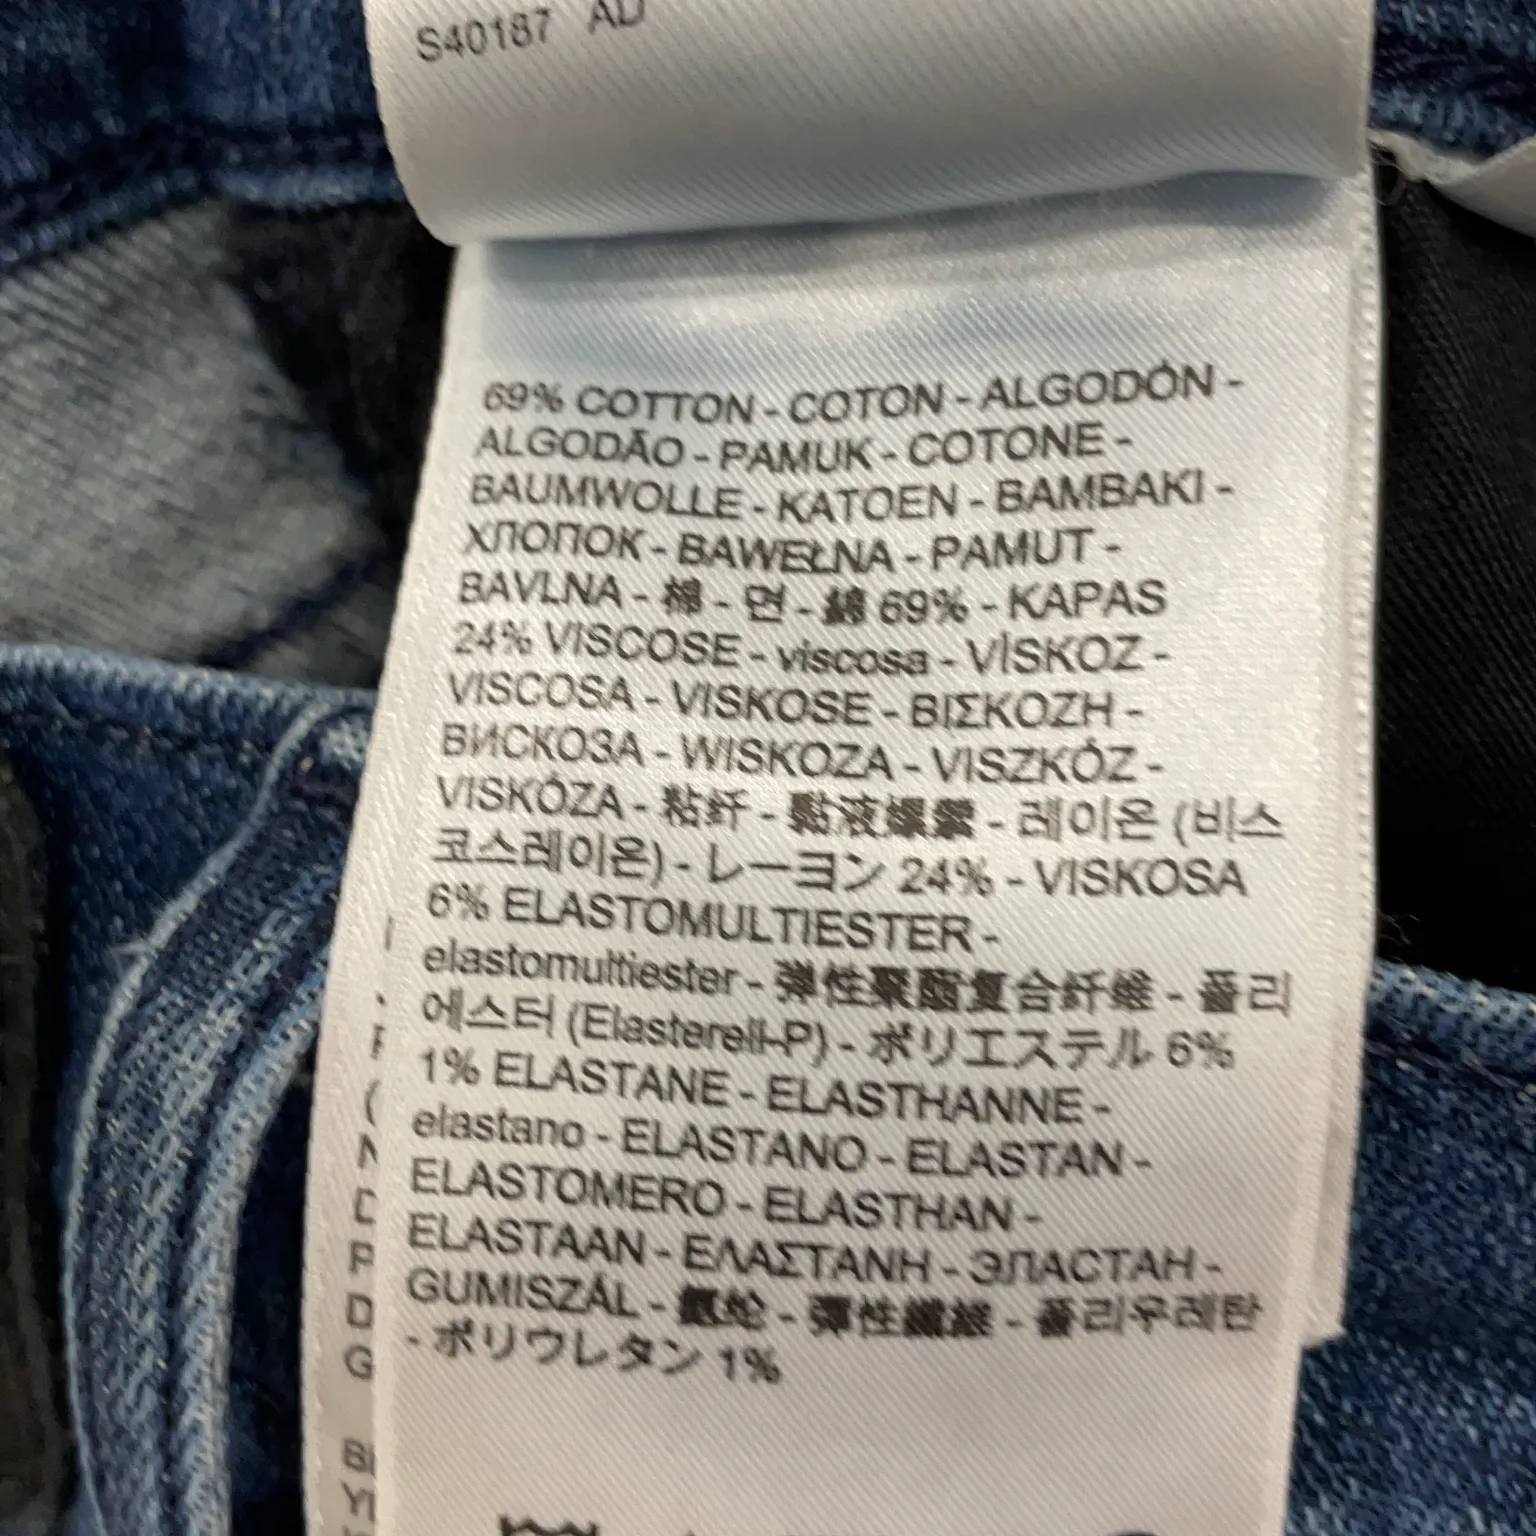 S40187 AD
69% COTTON - COTON - ALGODÓN -
ALGODÃO - PAMUK - COTONE -
BAUMWOLLE - KATOEN - BAMBAKI -
ХЛОПОК - BAWEŁNA - PAMUT -
BAVLNA - 棉 - 면 - 綿 69% - KAPAS
24% VISCOSE - viscosa - VİSKOZ -
VISCOSA - VISKOSE - ΒΙΣΚΟΖΗ -
ВИСКОЗА - WISKOZA - VISZKÓZ -
VISKÓZA - 粘纤 - 黏液嫘縈 - 레이온 (비스
코스레이온) - レーヨン 24% - VISKOSA
6% ELASTOMULTIESTER -
elastomultiester - 弹性聚酯复合纤维 - 폴리
에스터 (Elasterell-P) - ポリエステル 6%
1% ELASTANE - ELASTHANNE -
elastano - ELASTANO - ELASTAN -
ELASTOMERO - ELASTHAN -
ELASTAAN - ΕΛΑΣΤΑΝΗ - ЭЛАСТАН -
GUMISZÁL - 氨纶 - 彈性纖維 - 폴리우레탄
- ポリウレタン 1%